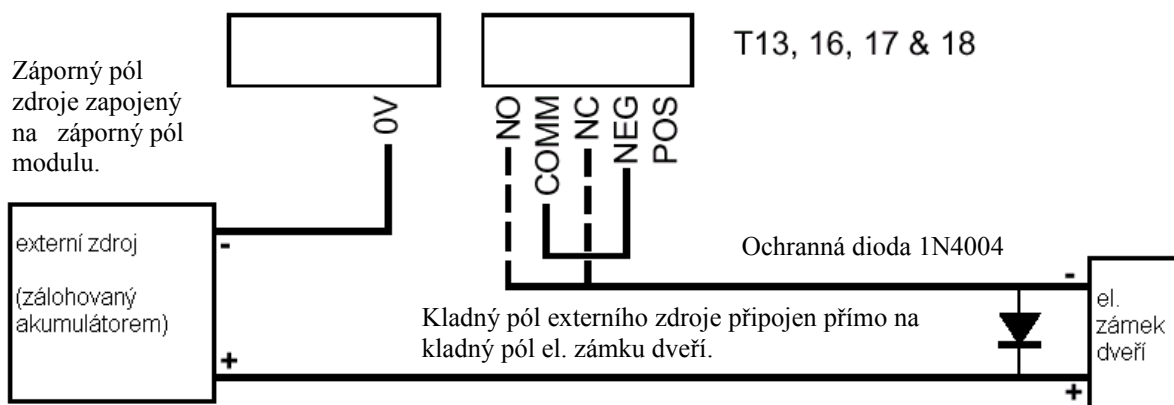 T13, 16, 17 & 18
Záporný pól
zdroje zapojený
na záporný pól
modulu.
0V
NO
COMM
NC
NEG
POS
externí zdroj
(zálohovaný
akumulátorem)
-
+
Ochranná dioda 1N4004
Kladný pól externího zdroje připojen přímo na
kladný pól el. zámku dveří.
-
el.
zámek
dveří
+